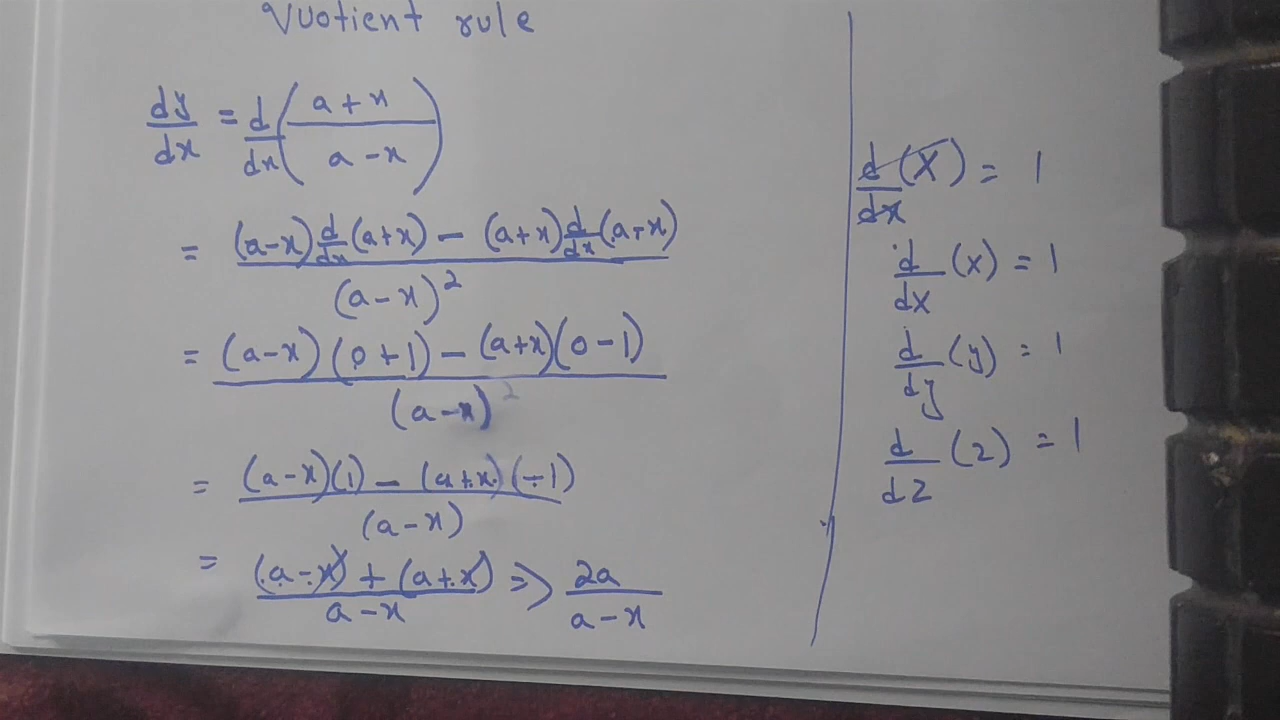 Quotient rule
dy/dx = d/dx ( a+x / a-x )
= (a-x) d/dx (a+x) - (a+x) d/dx (a-x) / (a-x)²
= (a-x) (0+1) - (a+x) (0-1) / (a-x)²
= (a-x)(1) - (a+x)(-1) / (a-x)
= (a-x) + (a+x) / a-x => 2a / a-x
d/dx (x) = 1
d/dx (x) = 1
d/dy (y) = 1
d/dz (z) = 1